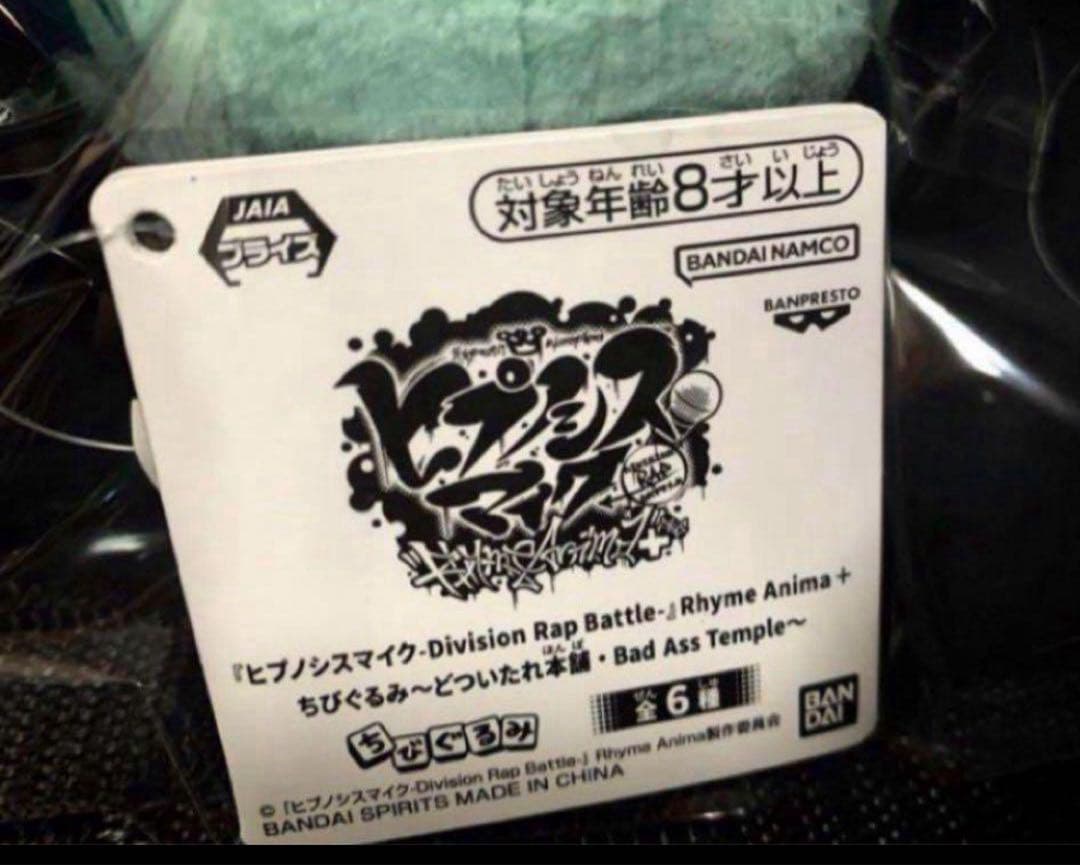 JAIA
プライズ
たいしょうねんれい さい いじょう
対象年齢8才以上
BANDAI NAMCO
BANPRESTO
ヒプノシス
マイク
RAP
Rhyme Anima+
『ヒプノシスマイク-Division Rap Battle-』Rhyme Anima+
ほんぽ
ちびぐるみ～どついたれ本舗・Bad Ass Temple～
全6種
BAN
DAI
ちびぐるみ
©『ヒプノシスマイク-Division Rap Battle-』Rhyme Anima製作委員会
BANDAI SPIRITS MADE IN CHINA